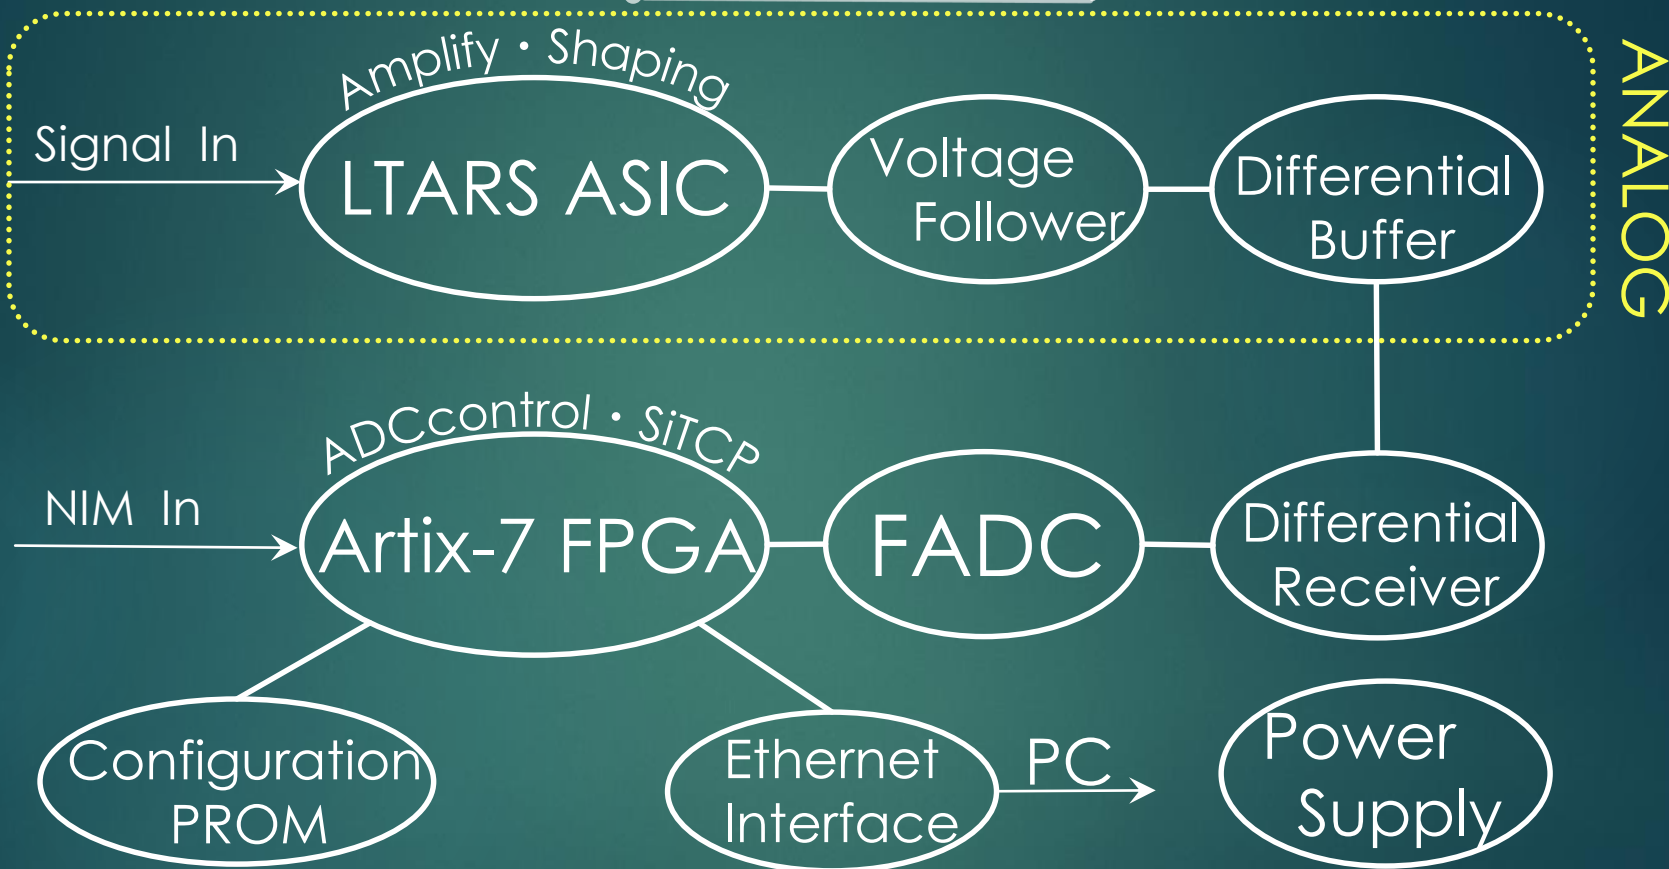 Amplify・Shaping
Signal In
LTARS ASIC
Voltage
Follower
Differential
Buffer
ANALOG
ADCcontrol・SiTCP
NIM In
Artix-7 FPGA
FADC
Differential
Receiver
Configuration
PROM
Ethernet
Interface
PC
Power
Supply